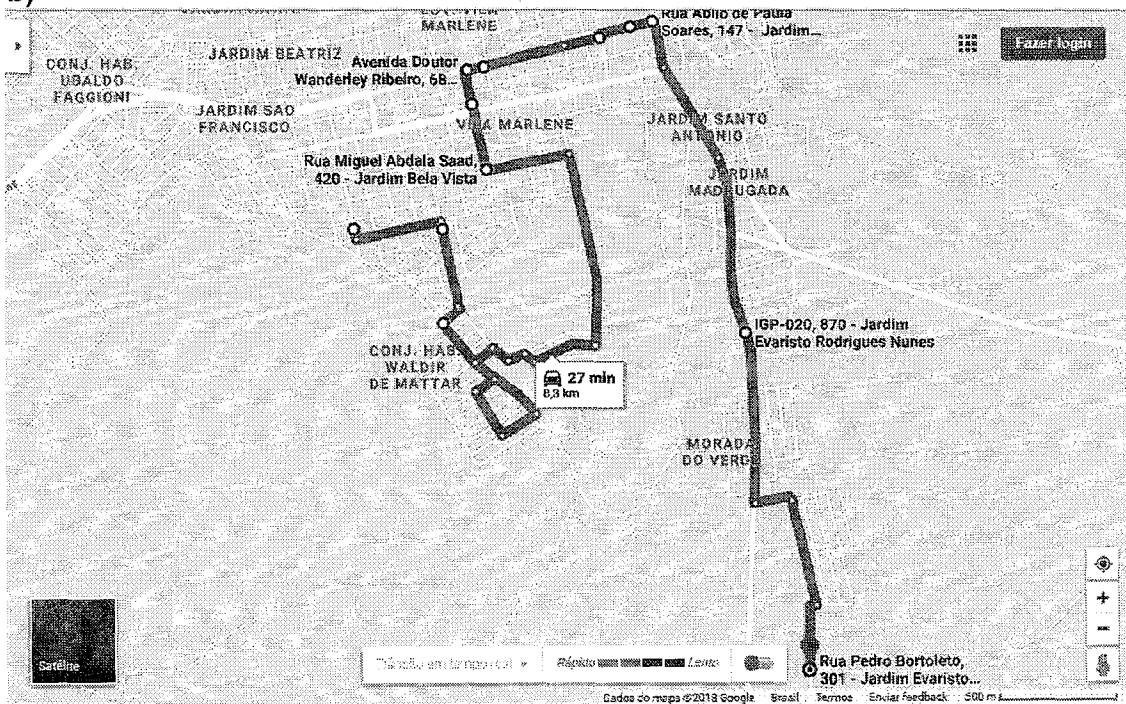 b)
MARLENE
Rua Abílio de Paula
Soares, 147 - Jardim...
Fazer login
JARDIM BEATRIZ
CONJ. HAB.
UBALDO
FAGGIONI
Avenida Doutor
Wanderley Ribeiro, 68...
JARDIM SAO
FRANCISCO
VILA MARLENE
JARDIM SANTO
ANTONIO
Rua Miguel Abdala Saad,
420 - Jardim Bela Vista
JARDIM
MADRUGADA
IGP-020, 870 - Jardim
Evaristo Rodrigues Nunes
CONJ. HAB.
WALDIR
DE MATTAR
27 min
8,3 km
MORADA
DO VERDE
Satélite
Trânsito em tempo real
Rápido
Lento
Rua Pedro Bortoleto,
301 - Jardim Evaristo...
Dados do mapa ©2018 Google Brasil Termos Enviar feedback 500 m